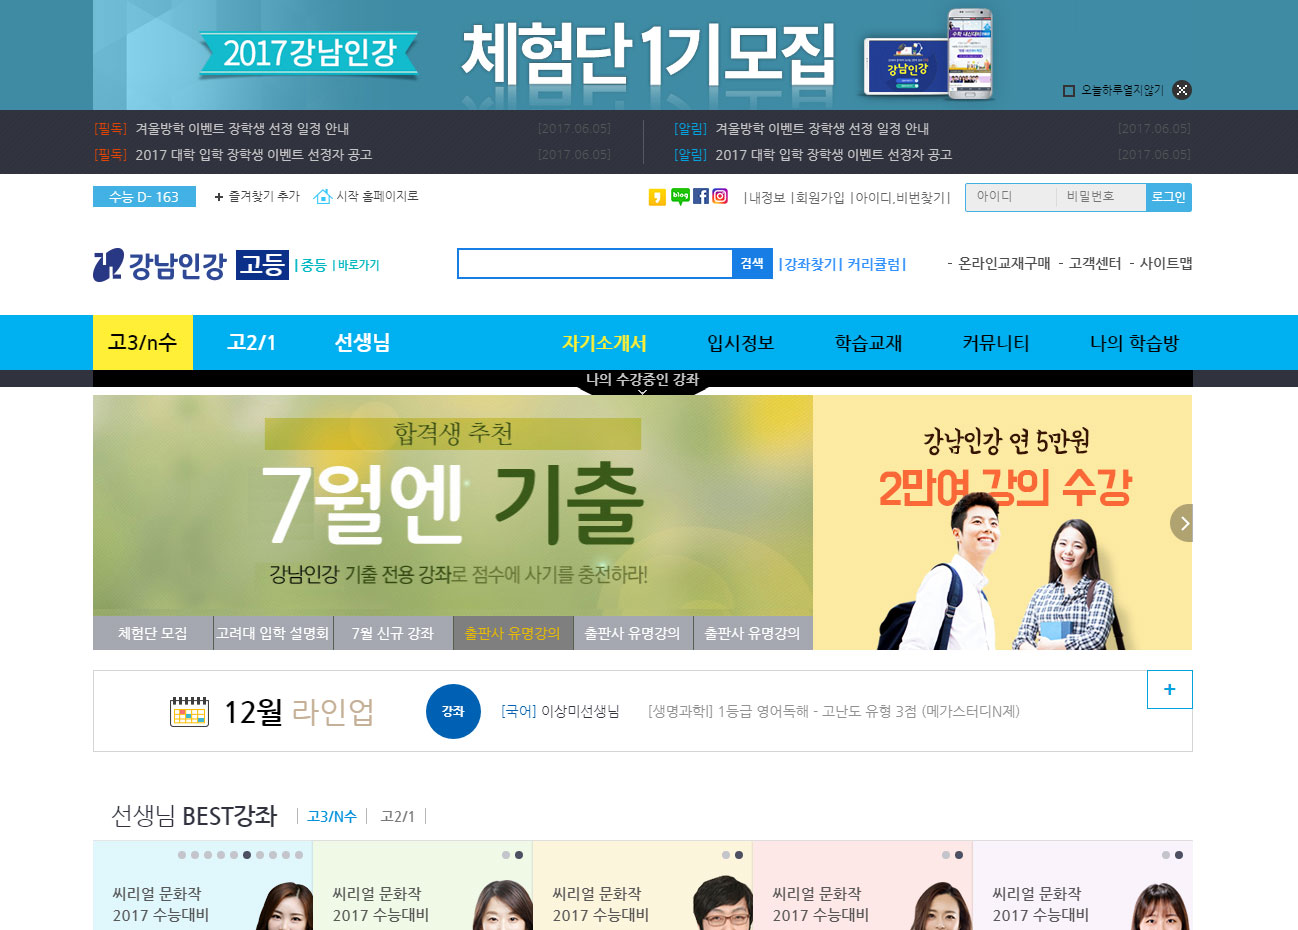 2017강남인강 체험단 1기모집
강남인강
오늘하루열지않기
[필독] 겨울방학 이벤트 장학생 선정 일정 안내 [2017.06.05] [알림] 겨울방학 이벤트 장학생 선정 일정 안내 [2017.06.05]
[필독] 2017 대학 입학 장학생 이벤트 선정자 공고 [2017.06.05] [알림] 2017 대학 입학 장학생 이벤트 선정자 공고 [2017.06.05]
수능 D- 163 + 즐겨찾기 추가 시작 홈페이지로 blog |내정보 |회원가입 |아이디,비번찾기| 아이디 비밀번호 로그인
강남인강 고등 |중등 |바로가기 검색 |강좌찾기| 커리큘럼| - 온라인교재구매 - 고객센터 - 사이트맵
고3/n수 고2/1 선생님 자기소개서 입시정보 학습교재 커뮤니티 나의 학습방
나의 수강중인 강좌
합격생 추천
7월엔 기출
강남인강 기출 전용 강좌로 점수에 사기를 충전하라!
강남인강 연 5만원
2만여 강의 수강
체험단 모집 고려대 입학 설명회 7월 신규 강좌 출판사 유명강의 출판사 유명강의 출판사 유명강의
12월 라인업 강좌 [국어] 이상미선생님 [생명과학I] 1등급 영어독해 - 고난도 유형 3점 (메가스터디N제) +
선생님 BEST강좌 | 고3/N수 | 고2/1 |
씨리얼 문화작 씨리얼 문화작 씨리얼 문화작 씨리얼 문화작 씨리얼 문화작
2017 수능대비 2017 수능대비 2017 수능대비 2017 수능대비 2017 수능대비